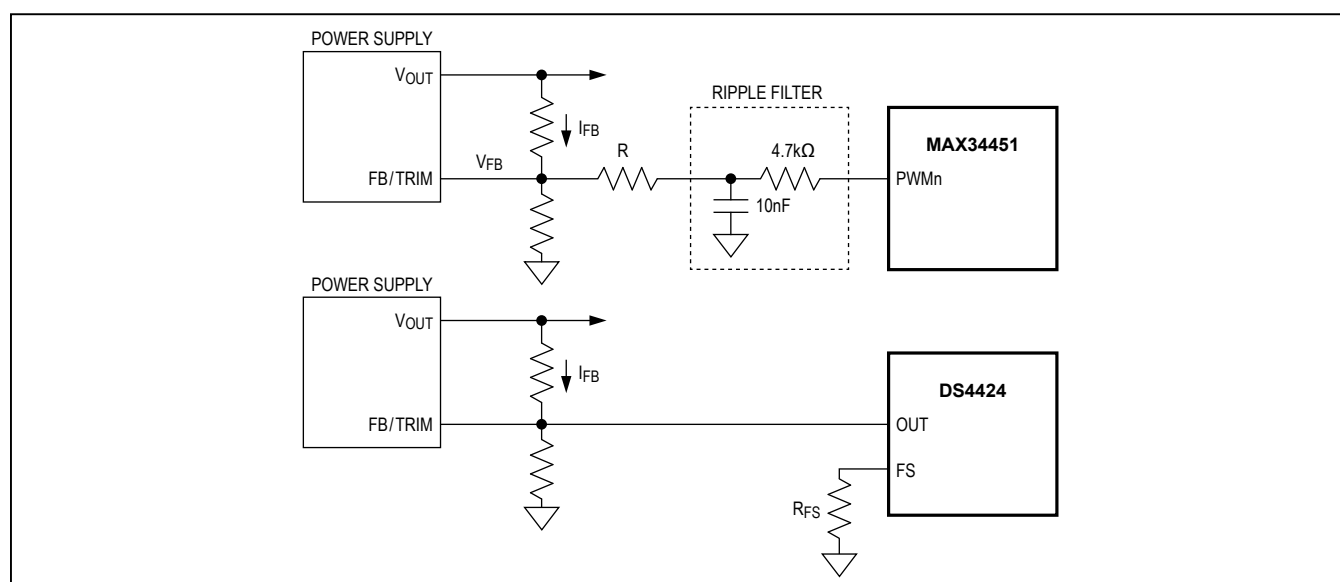 POWER SUPPLY
VOUT
IFB
VFB
FB/TRIM
R
RIPPLE FILTER
4.7kΩ
10nF
MAX34451
PWMn
POWER SUPPLY
VOUT
IFB
FB/TRIM
DS4424
OUT
FS
RFS